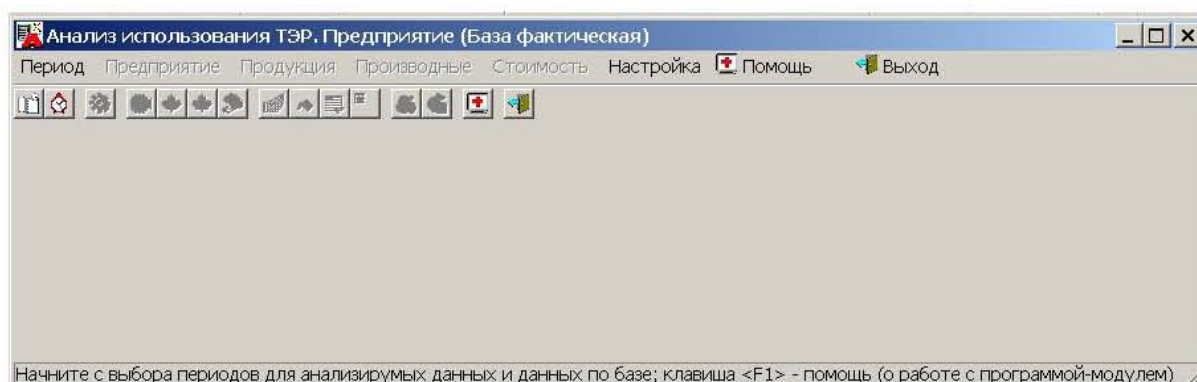 Анализ использования ТЭР. Предприятие (База фактическая)
Период Предприятие Продукция Производные Стоимость Настройка Помощь Выход
Начните с выбора периодов для анализирумых данных и данных по базе; клавиша <F1> - помощь (о работе с программой-модулем)